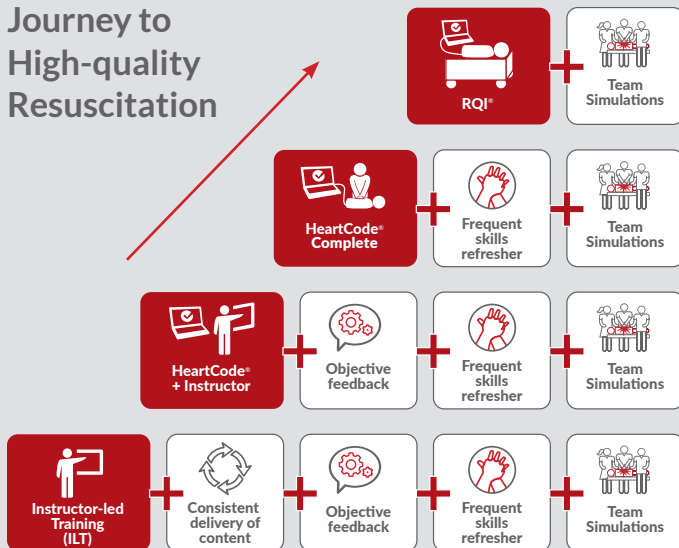 Journey to
High-quality
Resuscitation
RQI®
Team
Simulations
HeartCode®
Complete
Frequent
skills
refresher
Team
Simulations
HeartCode®
+ Instructor
Objective
feedback
Frequent
skills
refresher
Team
Simulations
Instructor-led
Training
(ILT)
Consistent
delivery of
content
Objective
feedback
Frequent
skills
refresher
Team
Simulations